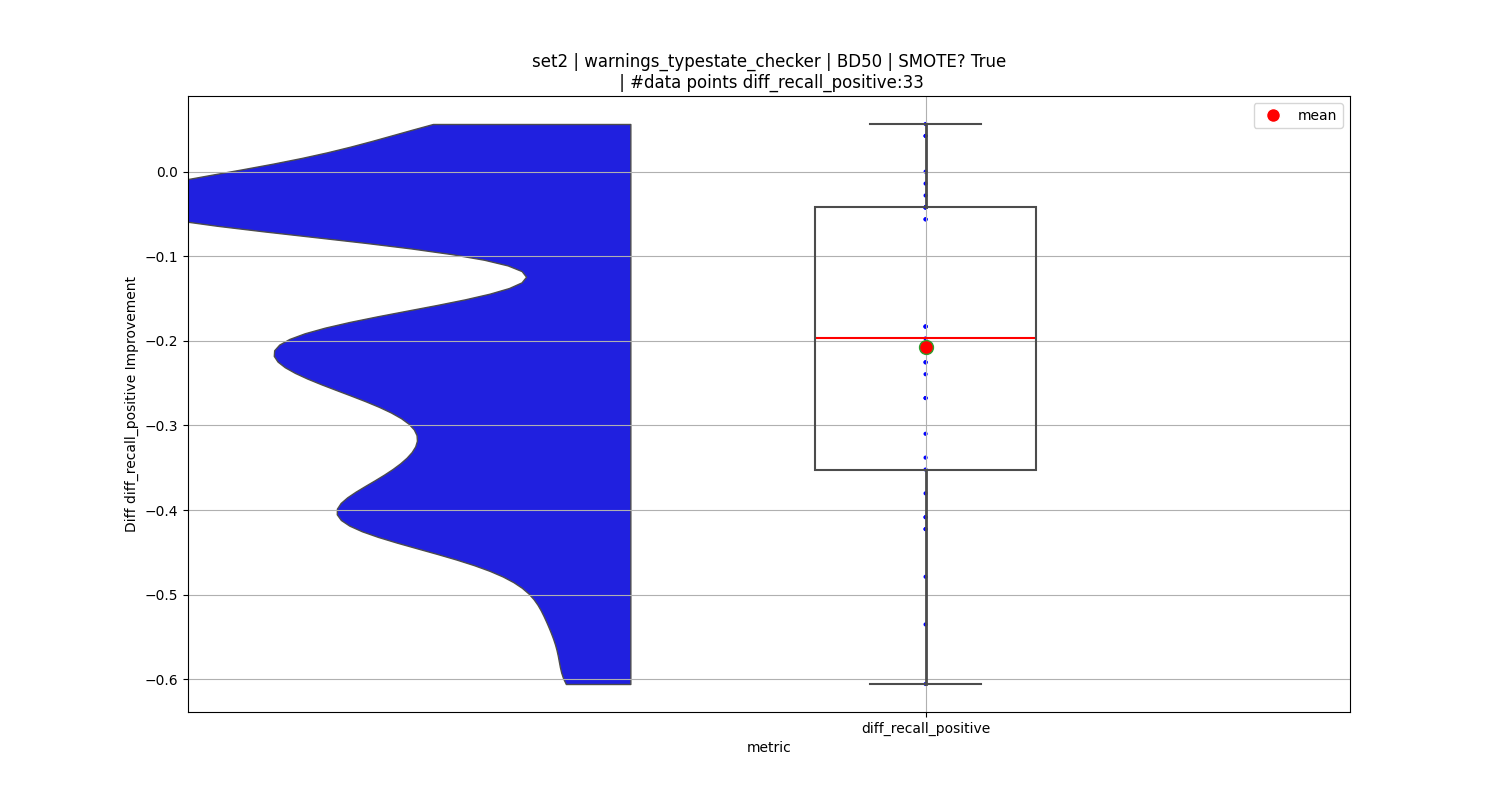 set2 | warnings_typestate_checker | BD50 | SMOTE? True
| #data points diff_recall_positive:33
mean
0.0
−0.1
−0.2
−0.3
−0.4
−0.5
−0.6
Diff diff_recall_positive Improvement
diff_recall_positive
metric